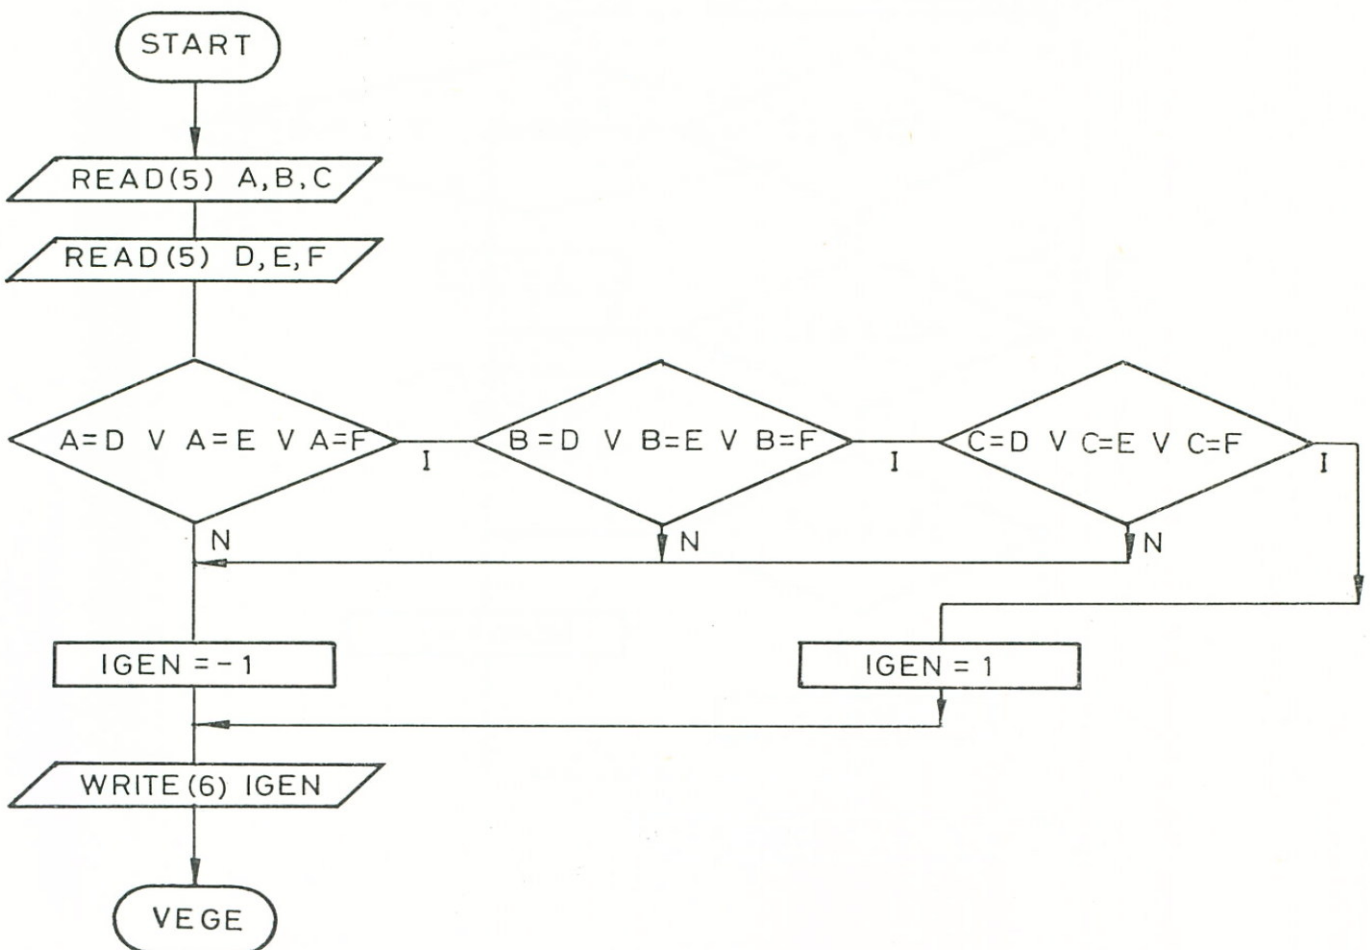 START
READ(5) A,B,C
READ(5) D,E,F
A=D V A=E V A=F
I
B=D V B=E V B=F
I
C=D V C=E V C=F
I
N
N
N
IGEN=-1
IGEN = 1
WRITE(6) IGEN
VEGE